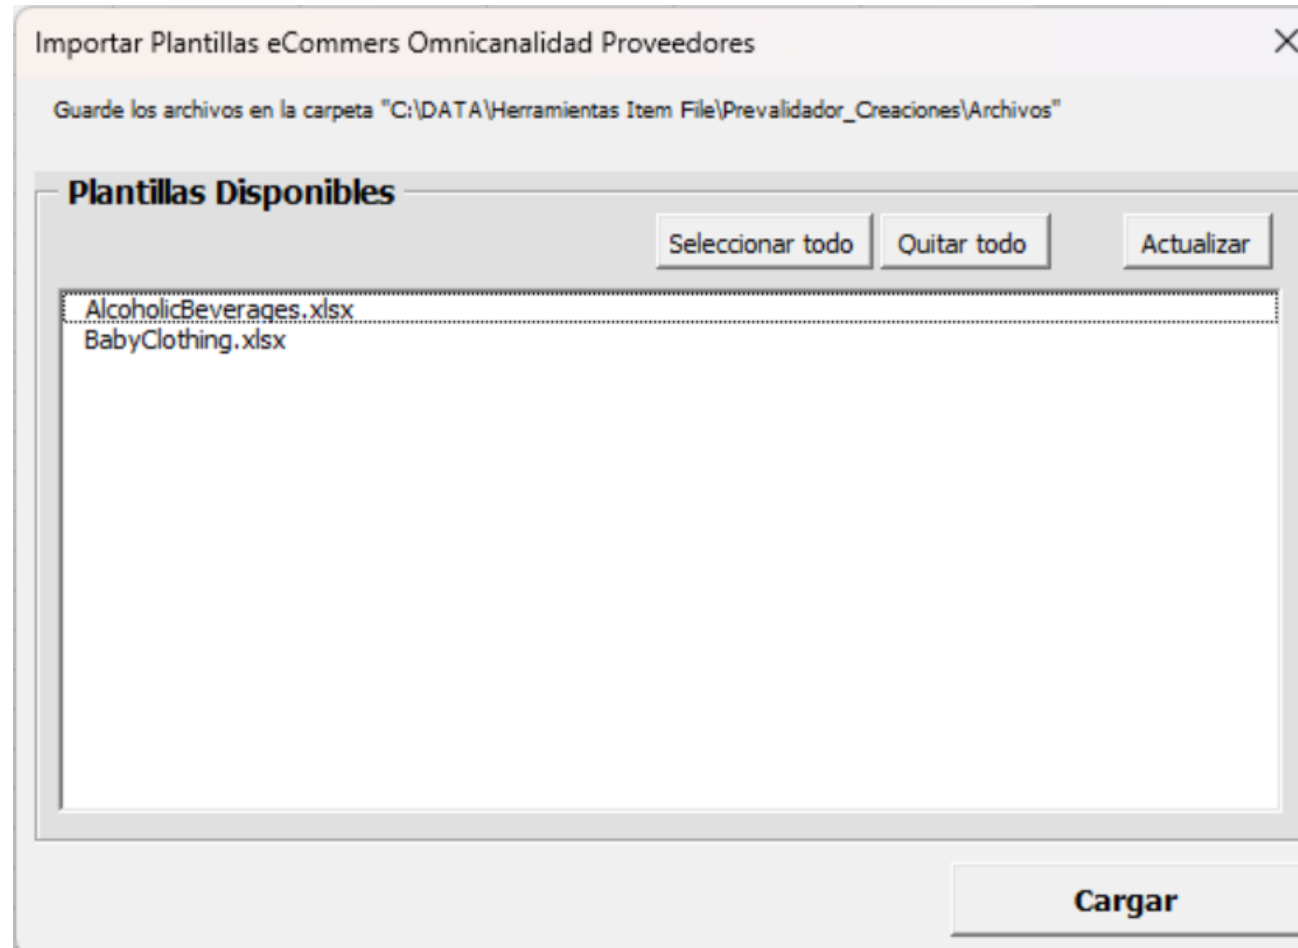 Importar Plantillas eCommers Omnicanalidad Proveedores
Guarde los archivos en la carpeta "C:\DATA\Herramientas Item File\Prevalidador_Creaciones\Archivos"
Plantillas Disponibles
Seleccionar todo Quitar todo Actualizar
AlcoholicBeverages.xlsx
BabyClothing.xlsx
Cargar